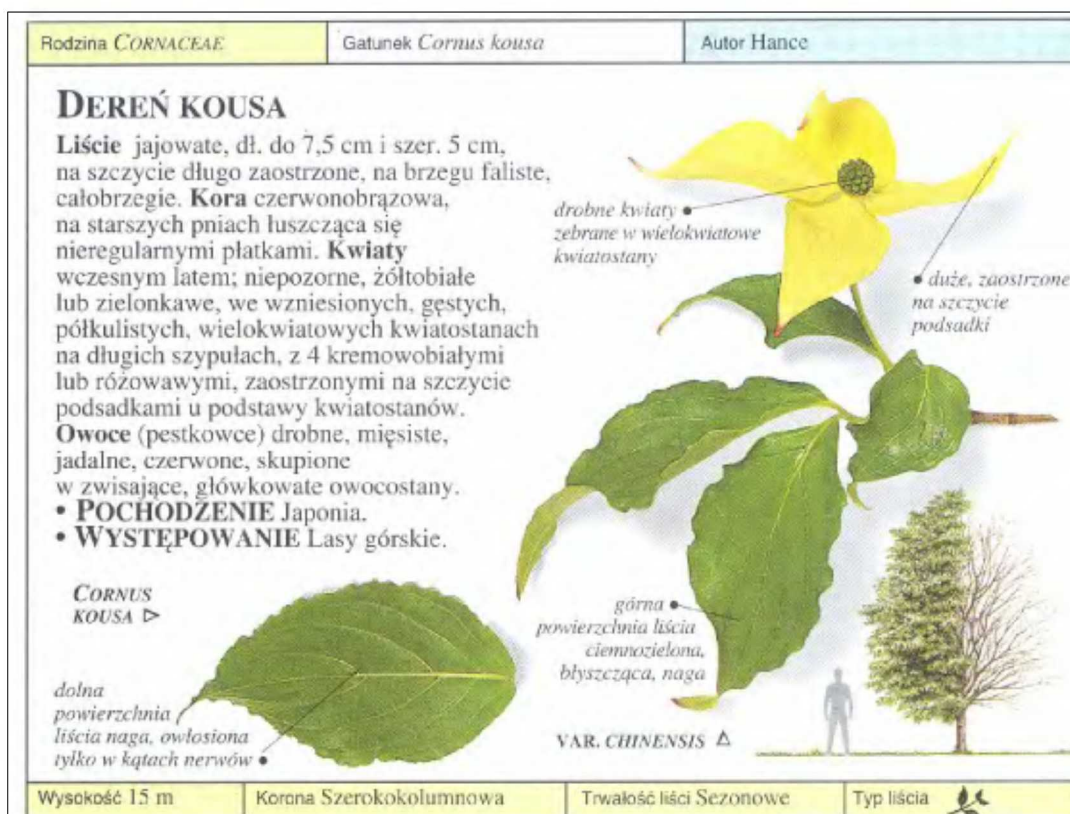 Rodzina CORNACEAE
Gatunek Cornus kousa
Autor Hance
DEREŃ KOUSA
Liście jajowate, dł. do 7,5 cm i szer. 5 cm,
na szczycie długo zaostrzone, na brzegu faliste,
całobrzegie. Kora czerwonobrązowa,
na starszych pniach łuszcząca się
nieregularnymi płatkami. Kwiaty
wczesnym latem; niepozorne, żółtobiałe
lub zielonkawe, we wzniesionych, gęstych,
półkulistych, wielokwiatowych kwiatostanach
na długich szypułach, z 4 kremowobiałymi
lub różowawymi, zaostrzonymi na szczycie
podsadkami u podstawy kwiatostanów.
Owoce (pestkowce) drobne, mięsiste,
jadalne, czerwone, skupione
w zwisające, główkowate owocostany.
• POCHODZENIE Japonia.
• WYSTĘPOWANIE Lasy górskie.
drobne kwiaty •
zebrane w wielokwiatowe
kwiatostany
• duże, zaostrzone
na szczycie
podsadki
CORNUS
KOUSA ▷
dolna
powierzchnia
liścia naga, owłosiona
tylko w kątach nerwów •
górna •
powierzchnia liścia
ciemnozielona,
błyszcząca, naga
VAR. CHINENSIS △
Wysokość 15 m
Korona Szerokokolumnowa
Trwałość liści Sezonowe
Typ liścia